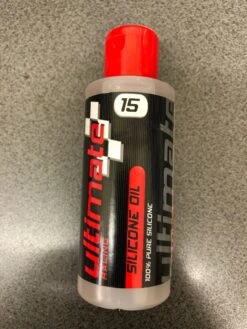 15
ultimate
RACING
SILICONE OIL
100% PURE SILICONE
ultimate